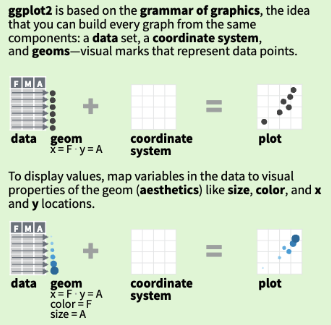 ggplot2 is based on the grammar of graphics, the idea
that you can build every graph from the same
components: a data set, a coordinate system,
and geoms—visual marks that represent data points.
F M A
+ =
data geom coordinate plot
x = F · y = A system
To display values, map variables in the data to visual
properties of the geom (aesthetics) like size, color, and x
and y locations.
F M A
+ =
data geom coordinate plot
x = F · y = A system
color = F
size = A